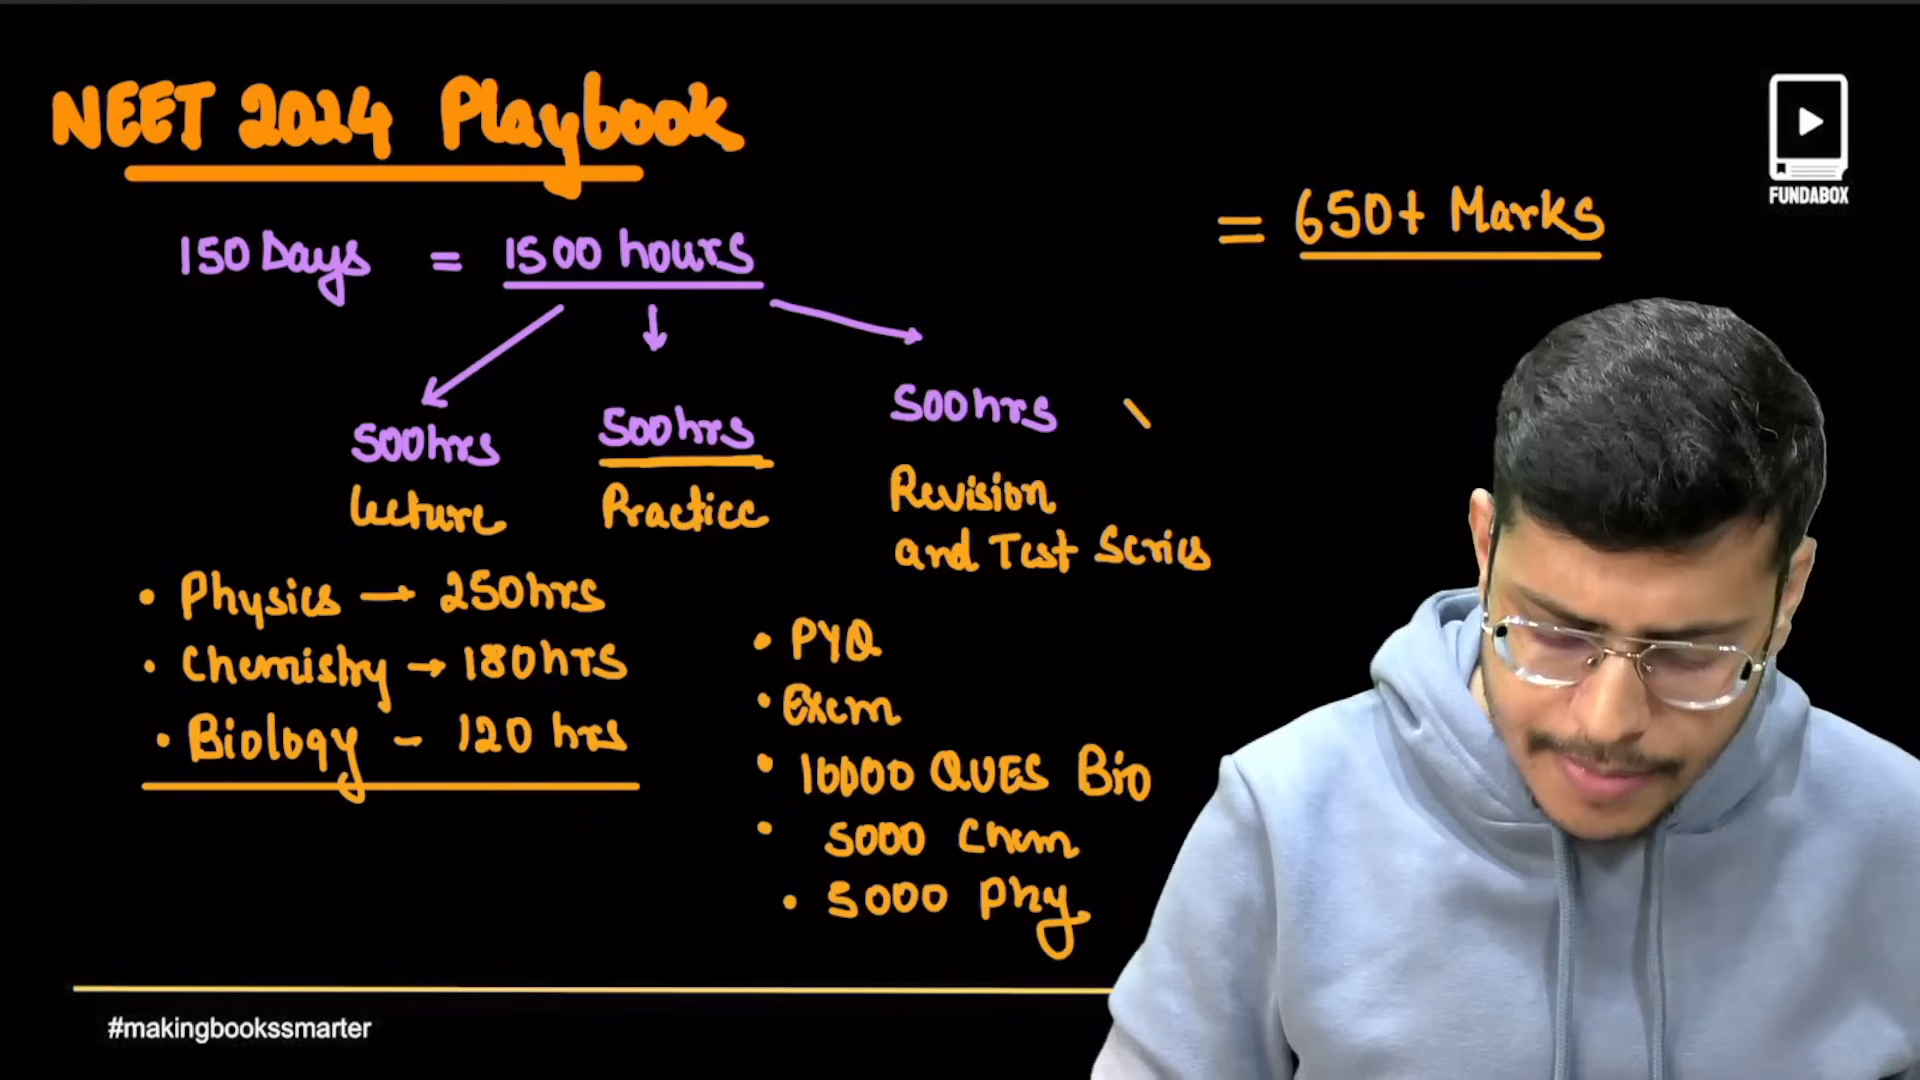 NEET 2024 Playbook
FUNDABOX
= 650+ Marks
150 Days = 1500 hours
500hrs
Lecture
500hrs
Practice
500hrs
Revision
and Test Series
• Physics → 250hrs
• Chemistry → 180hrs
• Biology - 120 hrs
• PYQ
• Exem
• 10000 QUES Bio
• 5000 Chem
• 5000 Phy
#makingbookssmarter